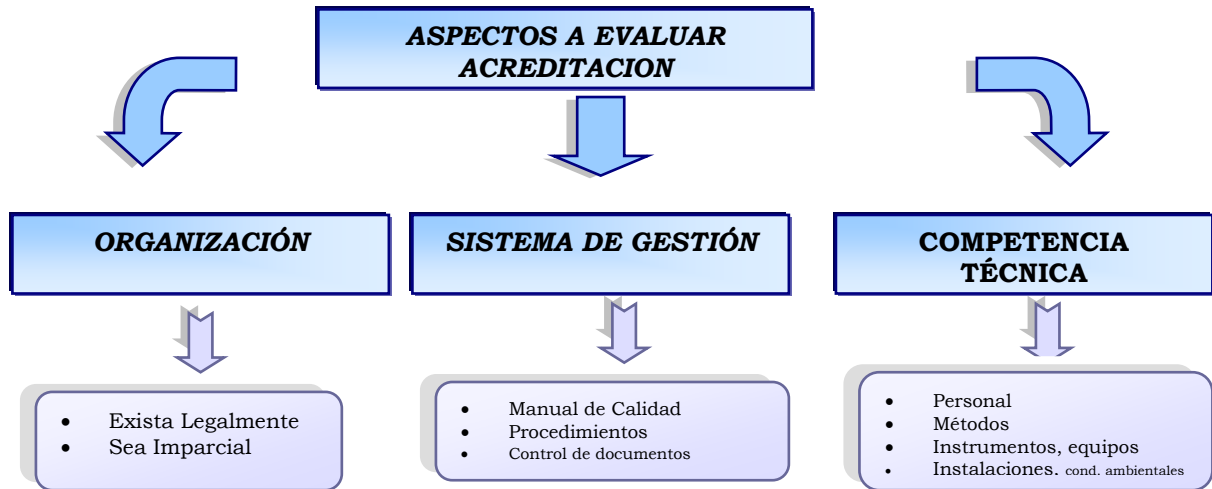 ASPECTOS A EVALUAR
ACREDITACION
ORGANIZACIÓN
• Exista Legalmente
• Sea Imparcial
SISTEMA DE GESTIÓN
• Manual de Calidad
• Procedimientos
• Control de documentos
COMPETENCIA
TÉCNICA
• Personal
• Métodos
• Instrumentos, equipos
• Instalaciones. cond. ambientales